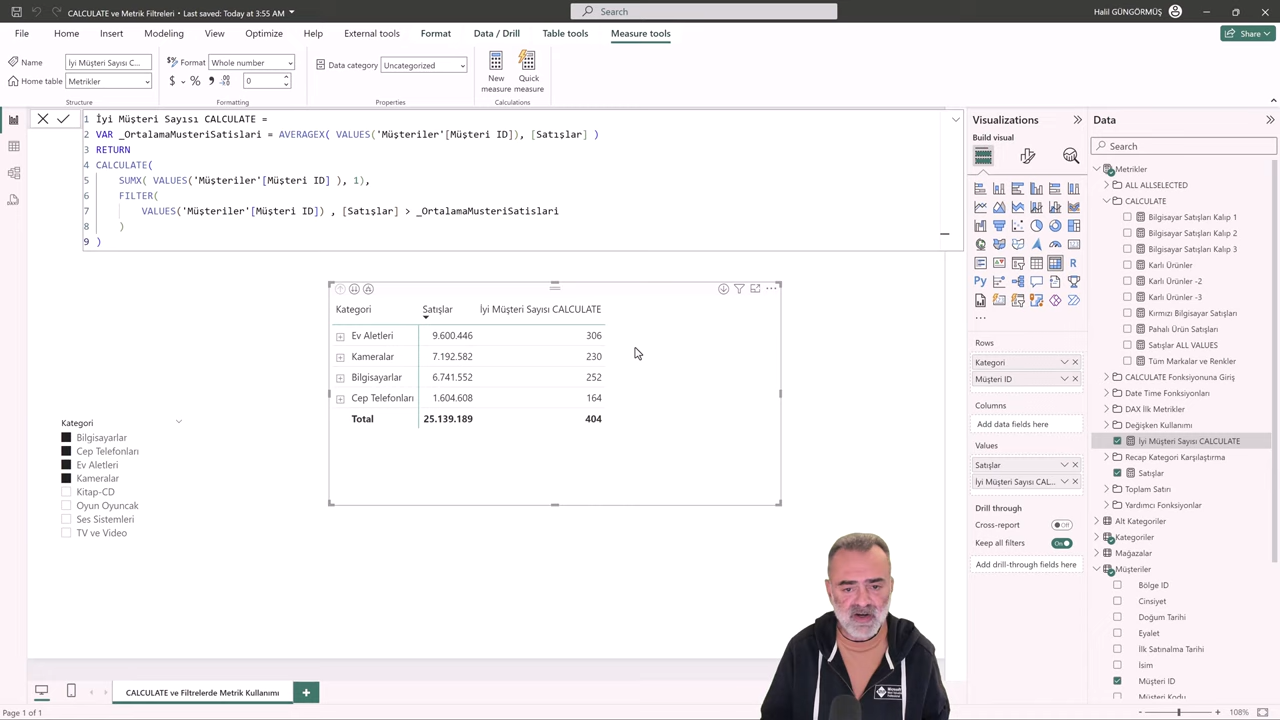 CALCULATE ve Metrik Filtreleri • Last saved: Today at 3:55 AM
Search
Halil GÜNGÖRMÜŞ
File Home Insert Modeling View Optimize Help External tools Format Data / Drill Table tools Measure tools
Share
Name İyi Müşteri Sayısı C...
Home table Metrikler
Structure
Format Whole number
$ % 0
Formatting
Data category Uncategorized
Properties
New measure
Quick measure
Calculations
1 İyi Müşteri Sayısı CALCULATE =
2 VAR _OrtalamaMusteriSatislari = AVERAGEX( VALUES('Müşteriler'[Müşteri ID]), [Satışlar] )
3 RETURN
4 CALCULATE(
5 SUMX( VALUES('Müşteriler'[Müşteri ID] ), 1),
6 FILTER(
7 VALUES('Müşteriler'[Müşteri ID]) , [Satışlar] > _OrtalamaMusteriSatislari
8 )
9 )
Kategori Satışlar İyi Müşteri Sayısı CALCULATE
Ev Aletleri 9.600.446 306
Kameralar 7.192.582 230
Bilgisayarlar 6.741.552 252
Cep Telefonları 1.604.608 164
Total 25.139.189 404
Kategori
Bilgisayarlar
Cep Telefonları
Ev Aletleri
Kameralar
Kitap-CD
Oyun Oyuncak
Ses Sistemleri
TV ve Video
Visualizations
Build visual
Rows
Kategori
Müşteri ID
Columns
Add data fields here
Values
Satışlar
İyi Müşteri Sayısı CAL...
Drill through
Cross-report Off
Keep all filters On
Add drill-through fields here
Data
Search
Metrikler
ALL ALLSELECTED
CALCULATE
Bilgisayar Satışları Kalıp 1
Bilgisayar Satışları Kalıp 2
Bilgisayar Satışları Kalıp 3
Karlı Ürünler
Karlı Ürünler -2
Karlı Ürünler -3
Kırmızı Bilgisayar Satışları
Pahalı Ürün Satışları
Satışlar ALL VALUES
Tüm Markalar ve Renkler
CALCULATE Fonksiyonuna Giriş
Date Time Fonksiyonları
DAX İlk Metrikler
Değişken Kullanımı
İyi Müşteri Sayısı CALCULATE
Recap Kategori Karşılaştırma
Satışlar
Toplam Satırı
Yardımcı Fonksiyonlar
Alt Kategoriler
Kategoriler
Mağazalar
Müşteriler
Bölge ID
Cinsiyet
Doğum Tarihi
Eyalet
İlk Satınalma Tarihi
İsim
Müşteri ID
Müşteri Kodu
CALCULATE ve Filtrelerde Metrik Kullanımı
Page 1 of 1
108%